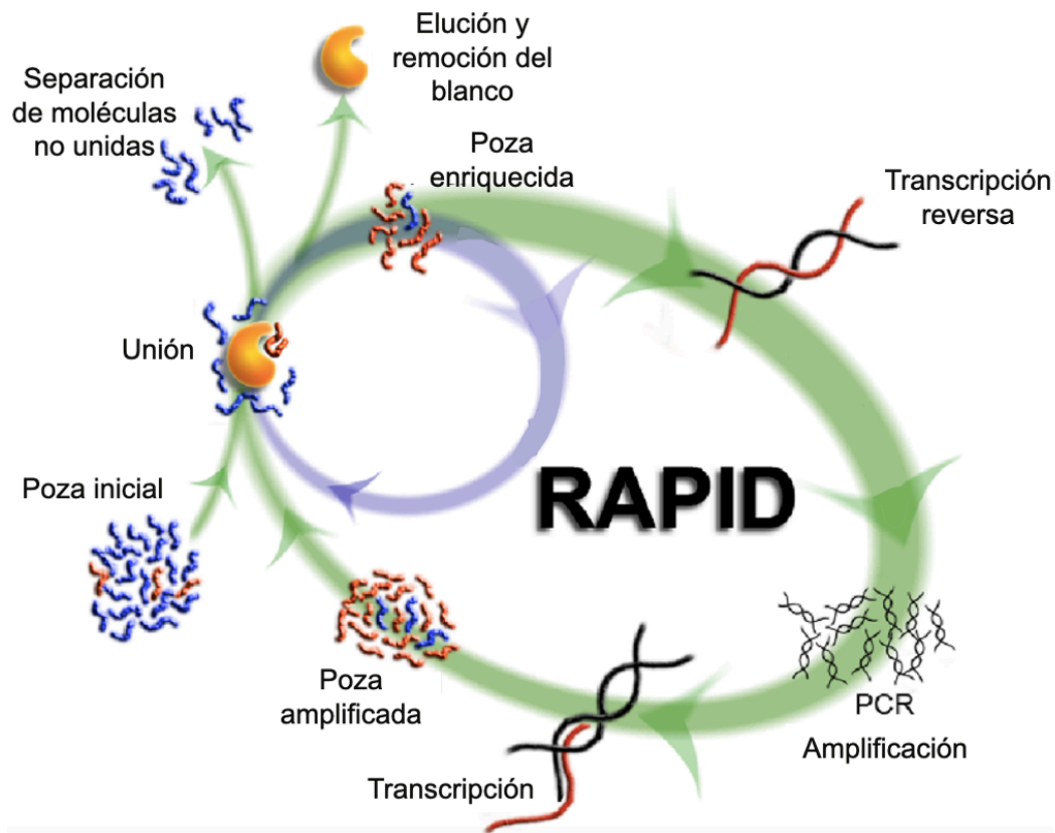 Elución y
remoción del
blanco
Separación
de moléculas
no unidas
Poza
enriquecida
Transcripción
reversa
Unión
Poza inicial
RAPID
Poza
amplificada
PCR
Amplificación
Transcripción